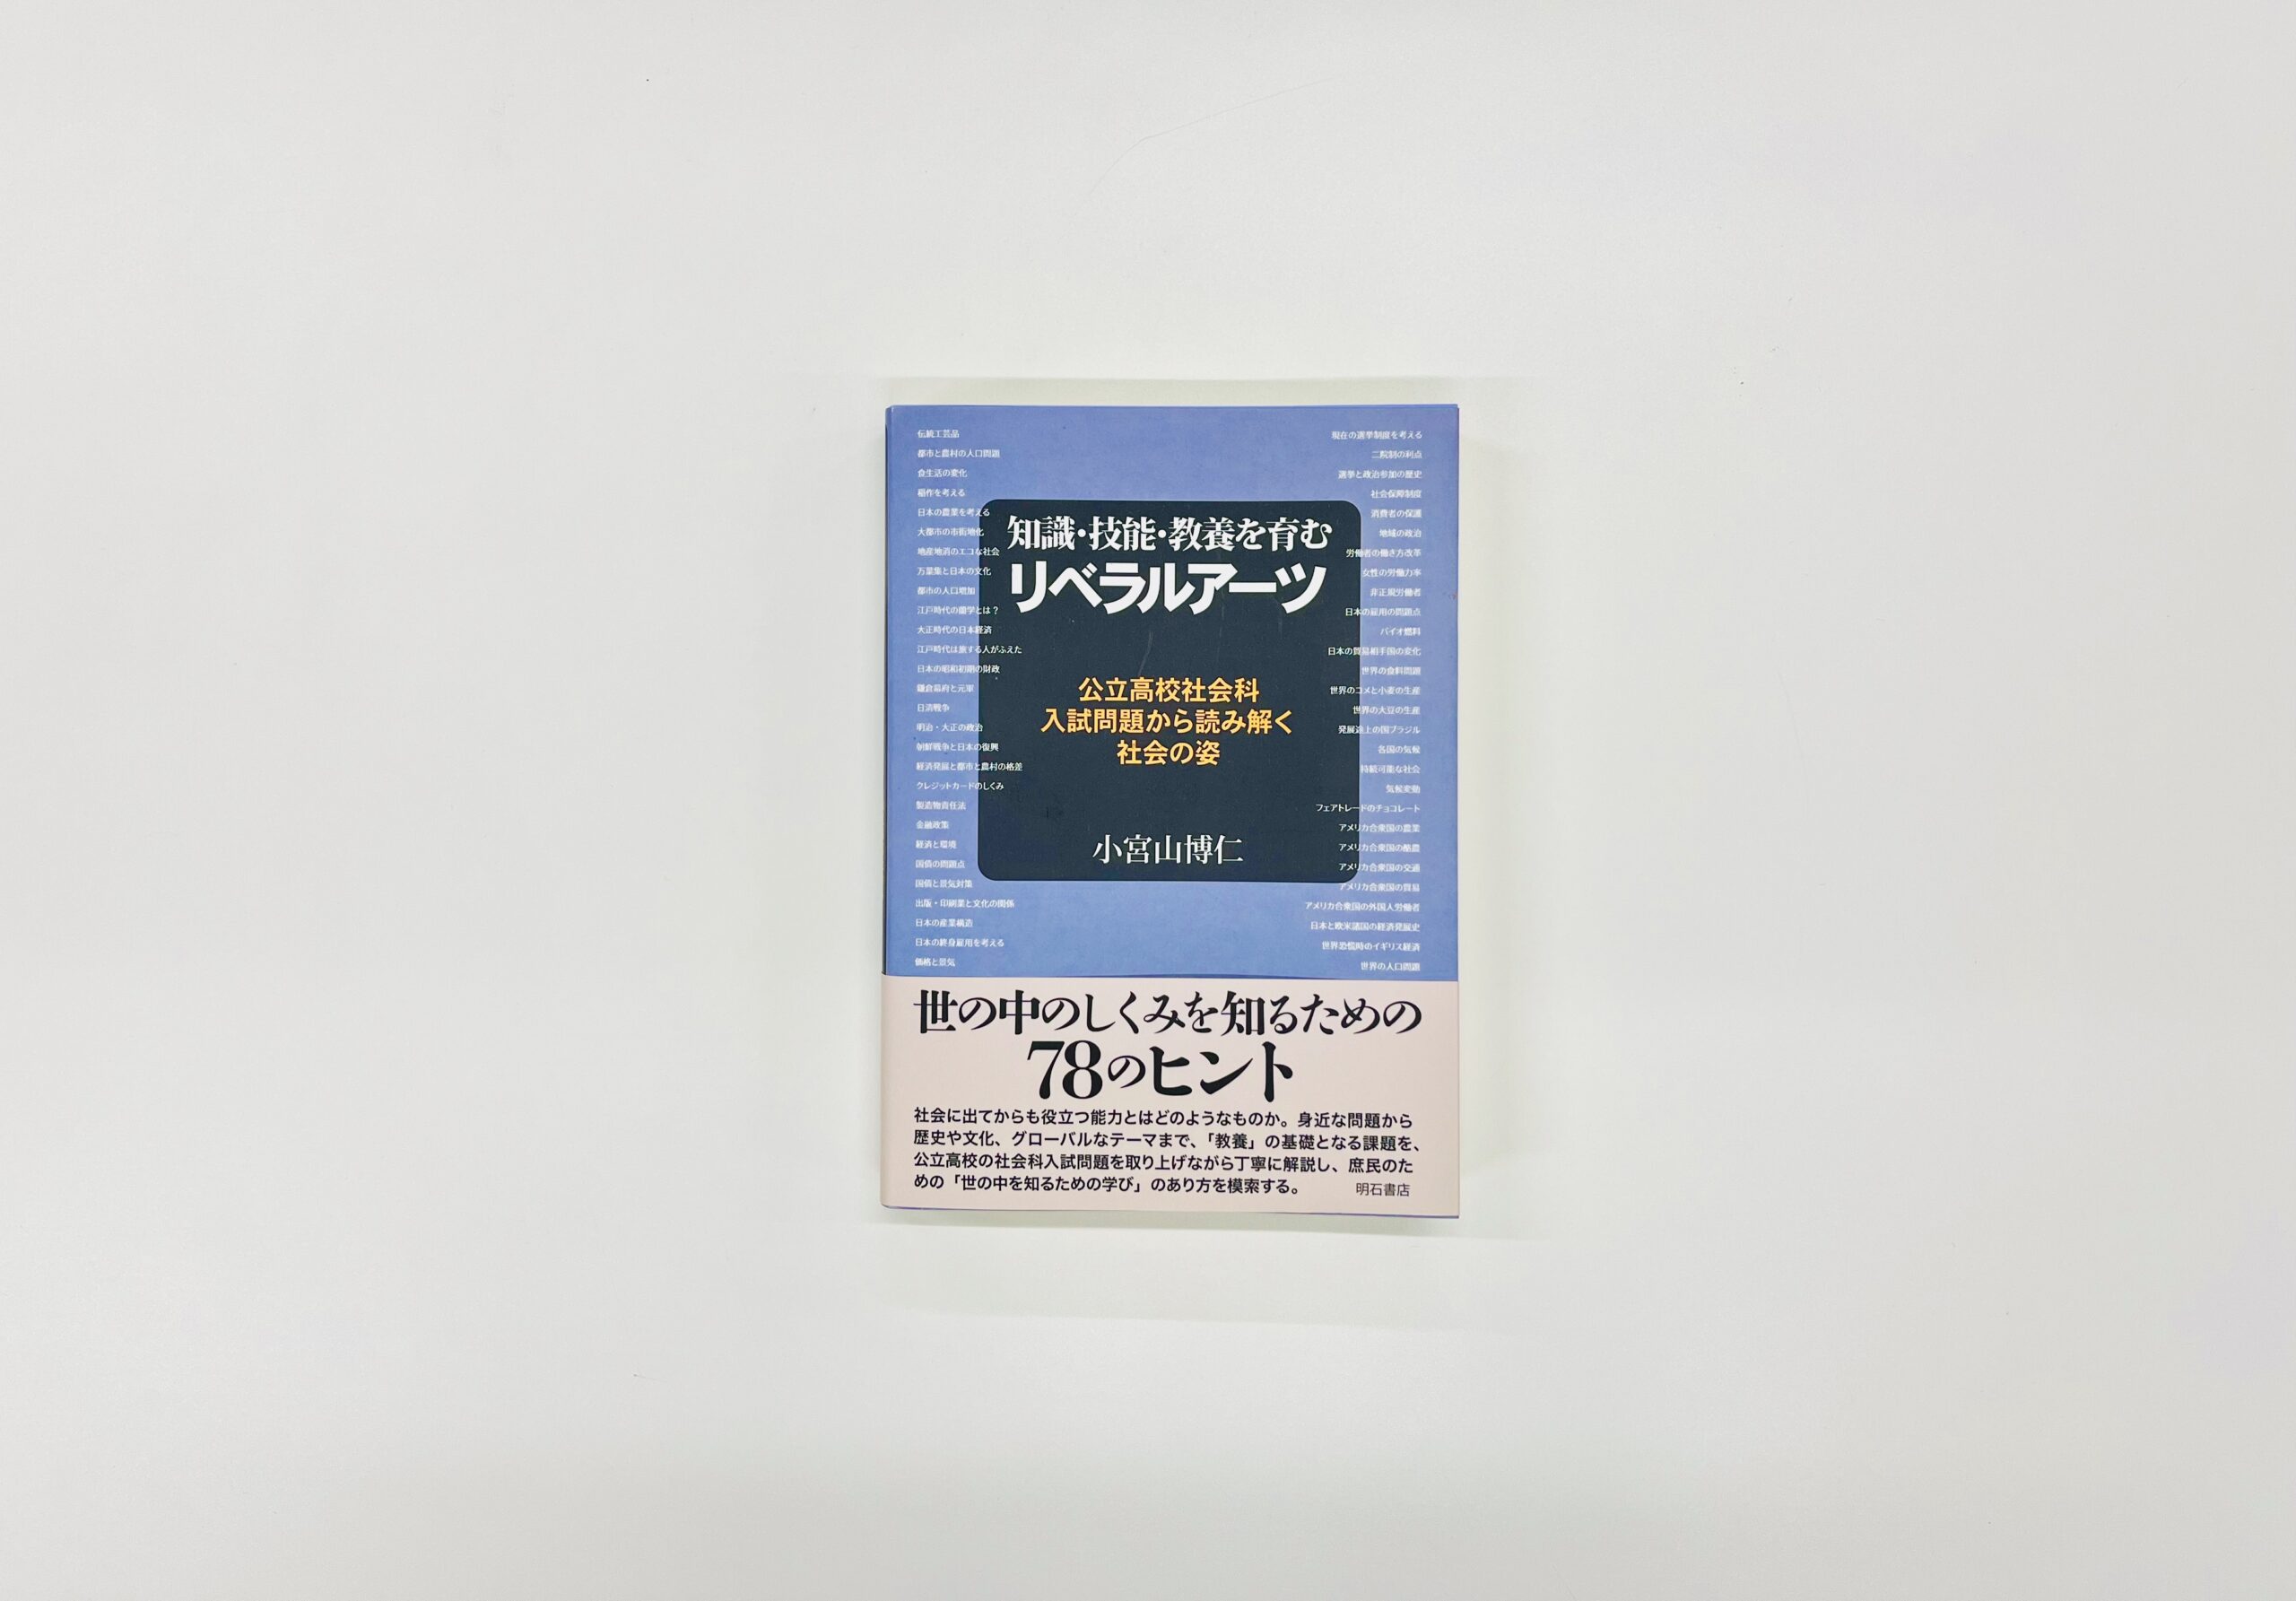 伝統工芸品
都市と農村の人口問題
食生活の変化
稲作を考える
日本の農業を考える
大都市の市街地化
地産地消のエコな社会
万葉集と日本の文化
都市の人口増加
江戸時代の蘭学とは？
大正時代の日本経済
江戸時代は旅する人がふえた
日本の昭和初期の財政
鎌倉幕府と元軍
日清戦争
明治・大正の政治
朝鮮戦争と日本の復興
経済発展と都市と農村の格差
クレジットカードのしくみ
製造物責任法
金融政策
経済と環境
国債の問題点
国債と景気対策
出版・印刷業と文化の関係
日本の産業構造
日本の終身雇用を考える
価格と景気
知識・技能・教養を育む
リベラルアーツ
公立高校社会科
入試問題から読み解く
社会の姿
小宮山博仁
現在の選挙制度を考える
二院制の利点
選挙と政治参加の歴史
社会保障制度
消費者の保護
地域の政治
労働者の働き方改革
女性の労働力率
非正規労働者
日本の雇用の問題点
バイオ燃料
日本の貿易相手国の変化
世界の食料問題
世界のコメと小麦の生産
世界の大豆の生産
発展途上の国ブラジル
各国の気候
持続可能な社会
気候変動
フェアトレードのチョコレート
アメリカ合衆国の農業
アメリカ合衆国の酪農
アメリカ合衆国の交通
アメリカ合衆国の貿易
アメリカ合衆国の外国人労働者
日本と欧米諸国の経済発展史
世界恐慌時のイギリス経済
世界の人口問題
世の中のしくみを知るための
78のヒント
社会に出てからも役立つ能力とはどのようなものか。身近な問題から
歴史や文化、グローバルなテーマまで、「教養」の基礎となる課題を、
公立高校の社会科入試問題を取り上げながら丁寧に解説し、庶民のた
めの「世の中を知るための学び」のあり方を模索する。
明石書店